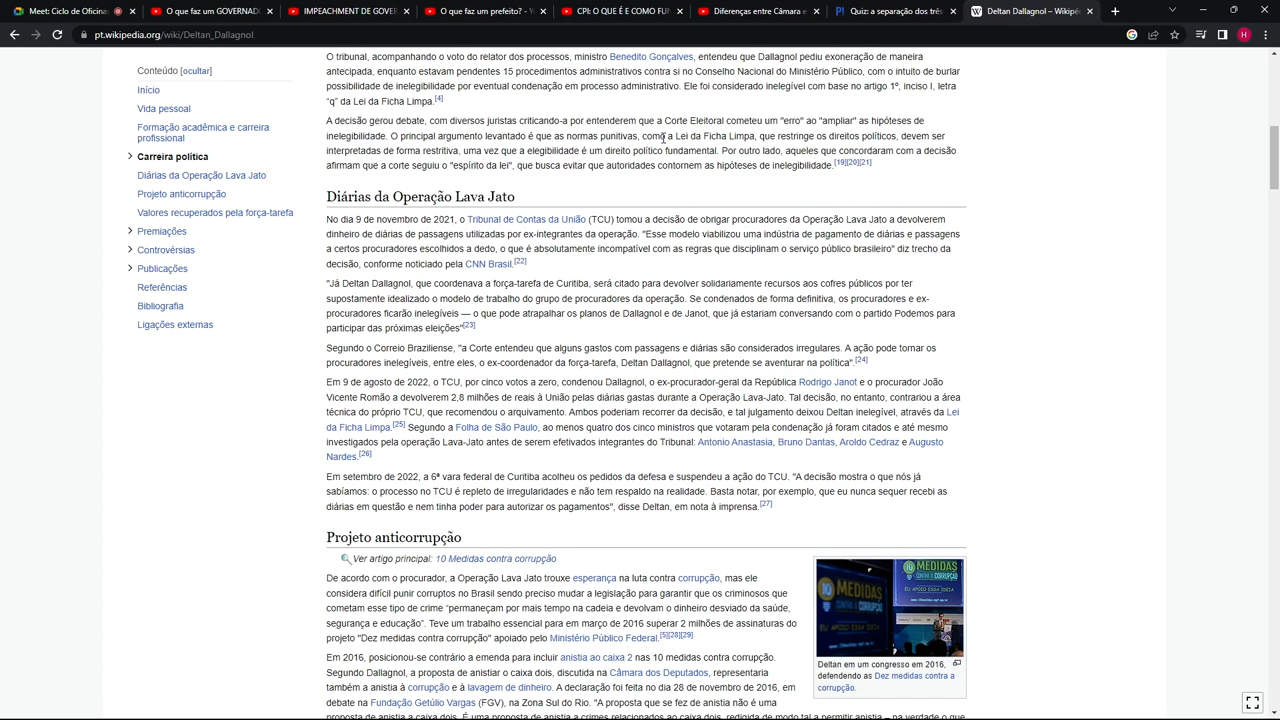 Meet: Ciclo de Oficina
O que faz um GOVERNADO
IMPEACHMENT DE GOVER
O que faz um prefeito? - V
CPI: O QUE É E COMO FUN
Diferenças entre Câmara e
Quiz: a separação dos três
Deltan Dallagnol – Wikipéd
pt.wikipedia.org/wiki/Deltan_Dallagnol
H
Conteúdo [ocultar]
Início
Vida pessoal
Formação acadêmica e carreira
profissional
Carreira política
Diárias da Operação Lava Jato
Projeto anticorrupção
Valores recuperados pela força-tarefa
Premiações
Controvérsias
Publicações
Referências
Bibliografia
Ligações externas
O tribunal, acompanhando o voto do relator dos processos, ministro Benedito Gonçalves, entendeu que Dallagnol pediu exoneração de maneira
antecipada, enquanto estavam pendentes 15 procedimentos administrativos contra si no Conselho Nacional do Ministério Público, com o intuito de burlar
possibilidade de inelegibilidade por eventual condenação em processo administrativo. Ele foi considerado inelegível com base no artigo 1º, inciso I, letra
“q” da Lei da Ficha Limpa.[4]
A decisão gerou debate, com diversos juristas criticando-a por entenderem que a Corte Eleitoral cometeu um "erro" ao "ampliar" as hipóteses de
inelegibilidade. O principal argumento levantado é que as normas punitivas, como a Lei da Ficha Limpa, que restringe os direitos políticos, devem ser
interpretadas de forma restritiva, uma vez que a elegibilidade é um direito político fundamental. Por outro lado, aqueles que concordaram com a decisão
afirmam que a corte seguiu o "espírito da lei", que busca evitar que autoridades contornem as hipóteses de inelegibilidade.[19][20][21]
Diárias da Operação Lava Jato
No dia 9 de novembro de 2021, o Tribunal de Contas da União (TCU) tomou a decisão de obrigar procuradores da Operação Lava Jato a devolverem
dinheiro de diárias de passagens utilizadas por ex-integrantes da operação. "Esse modelo viabilizou uma indústria de pagamento de diárias e passagens
a certos procuradores escolhidos a dedo, o que é absolutamente incompatível com as regras que disciplinam o serviço público brasileiro" diz trecho da
decisão, conforme noticiado pela CNN Brasil.[22]
"Já Deltan Dallagnol, que coordenava a força-tarefa de Curitiba, será citado para devolver solidariamente recursos aos cofres públicos por ter
supostamente idealizado o modelo de trabalho do grupo de procuradores da operação. Se condenados de forma definitiva, os procuradores e ex-
procuradores ficarão inelegíveis — o que pode atrapalhar os planos de Dallagnol e de Janot, que já estariam conversando com o partido Podemos para
participar das próximas eleições"[23]
Segundo o Correio Braziliense, "a Corte entendeu que alguns gastos com passagens e diárias são considerados irregulares. A ação pode tornar os
procuradores inelegíveis, entre eles, o ex-coordenador da força-tarefa, Deltan Dallagnol, que pretende se aventurar na política".[24]
Em 9 de agosto de 2022, o TCU, por cinco votos a zero, condenou Dallagnol, o ex-procurador-geral da República Rodrigo Janot e o procurador João
Vicente Romão a devolverem 2,8 milhões de reais à União pelas diárias gastas durante a Operação Lava-Jato. Tal decisão, no entanto, contrariou a área
técnica do próprio TCU, que recomendou o arquivamento. Ambos poderiam recorrer da decisão, e tal julgamento deixou Deltan inelegível, através da Lei
da Ficha Limpa.[25] Segundo a Folha de São Paulo, ao menos quatro dos cinco ministros que votaram pela condenação já foram citados e até mesmo
investigados pela operação Lava-Jato antes de serem efetivados integrantes do Tribunal: Antonio Anastasia, Bruno Dantas, Aroldo Cedraz e Augusto
Nardes.[26]
Em setembro de 2022, a 6ª vara federal de Curitiba acolheu os pedidos da defesa e suspendeu a ação do TCU. "A decisão mostra o que nós já
sabíamos: o processo no TCU é repleto de irregularidades e não tem respaldo na realidade. Basta notar, por exemplo, que eu nunca sequer recebi as
diárias em questão e nem tinha poder para autorizar os pagamentos", disse Deltan, em nota à imprensa.[27]
Projeto anticorrupção
Ver artigo principal: 10 Medidas contra corrupção
De acordo com o procurador, a Operação Lava Jato trouxe esperança na luta contra corrupção, mas ele
considera difícil punir corruptos no Brasil sendo preciso mudar a legislação para garantir que os criminosos que
cometam esse tipo de crime “permaneçam por mais tempo na cadeia e devolvam o dinheiro desviado da saúde,
segurança e educação”. Teve um trabalho essencial para em março de 2016 superar 2 milhões de assinaturas do
projeto "Dez medidas contra corrupção" apoiado pelo Ministério Público Federal.[5][28][29]
Em 2016, posicionou-se contrário a emenda para incluir anistia ao caixa 2 nas 10 medidas contra corrupção.
Segundo Dallagnol, a proposta de anistiar o caixa dois, discutida na Câmara dos Deputados, representaria
também a anistia à corrupção e à lavagem de dinheiro. A declaração foi feita no dia 28 de novembro de 2016, em
debate na Fundação Getúlio Vargas (FGV), na Zona Sul do Rio. "A proposta que se fez de anistia não é uma
proposta de anistia a caixa dois. É uma proposta de anistia a crimes relacionados ao caixa dois, redigida de modo tal a permitir anistia – na verdade o que
10 MEDIDAS
CONTRA A CORRUPÇÃO
EU APOIO ESSA IDEIA
MEDIDAS
Deltan em um congresso em 2016,
defendendo as Dez medidas contra a
corrupção.